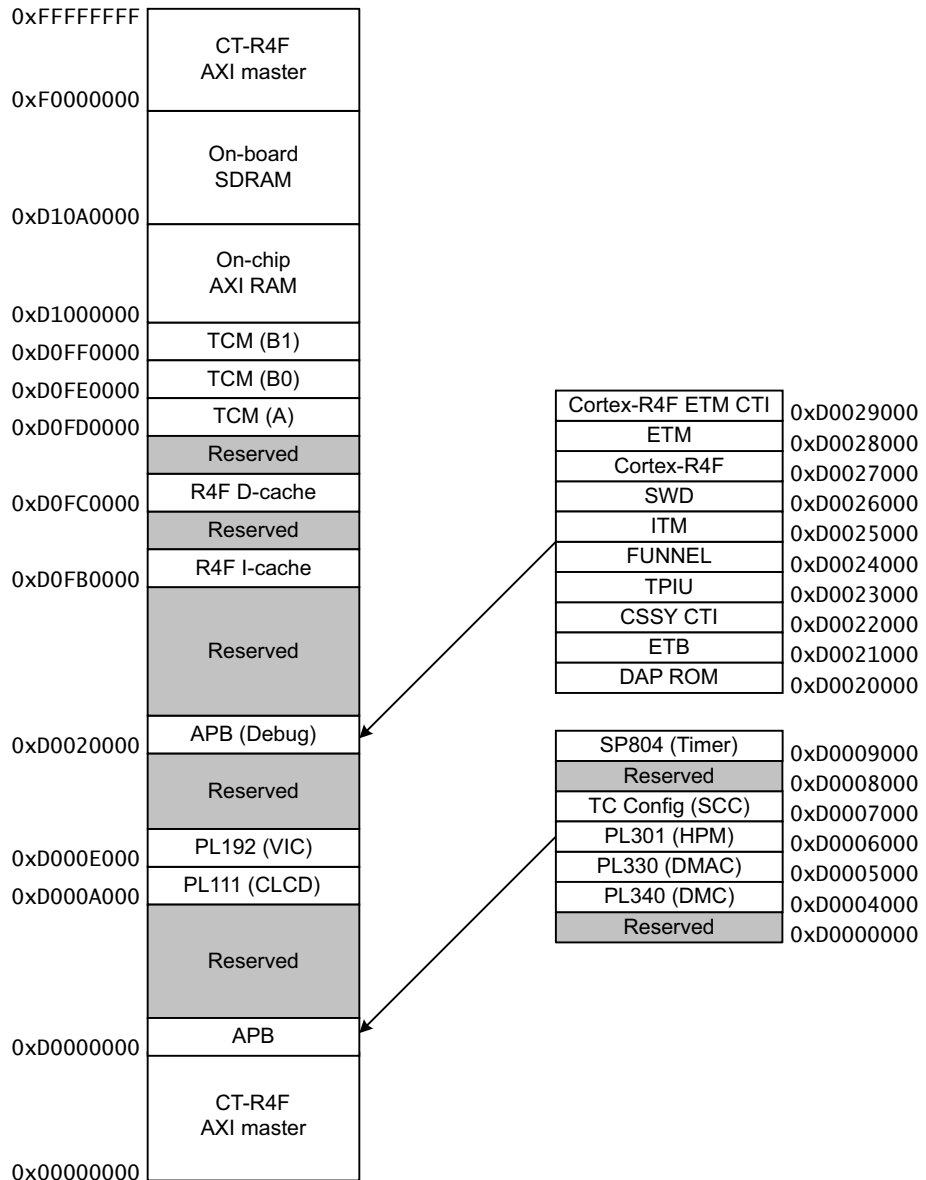 0xFFFFFFFF
CT-R4F
AXI master
0xF0000000
On-board
SDRAM
0xD10A0000
On-chip
AXI RAM
0xD1000000
TCM (B1)
0xD0FF0000
TCM (B0)
0xD0FE0000
TCM (A)
0xD0FD0000
Reserved
R4F D-cache
0xD0FC0000
Reserved
R4F I-cache
0xD0FB0000
Reserved
APB (Debug)
0xD0020000
Reserved
PL192 (VIC)
0xD000E000
PL111 (CLCD)
0xD000A000
Reserved
APB
0xD0000000
CT-R4F
AXI master
0x00000000
Cortex-R4F ETM CTI
0xD0029000
ETM
0xD0028000
Cortex-R4F
0xD0027000
SWD
0xD0026000
ITM
0xD0025000
FUNNEL
0xD0024000
TPIU
0xD0023000
CSSY CTI
0xD0022000
ETB
0xD0021000
DAP ROM
0xD0020000
SP804 (Timer)
0xD0009000
Reserved
0xD0008000
TC Config (SCC)
0xD0007000
PL301 (HPM)
0xD0006000
PL330 (DMAC)
0xD0005000
PL340 (DMC)
0xD0004000
Reserved
0xD0000000